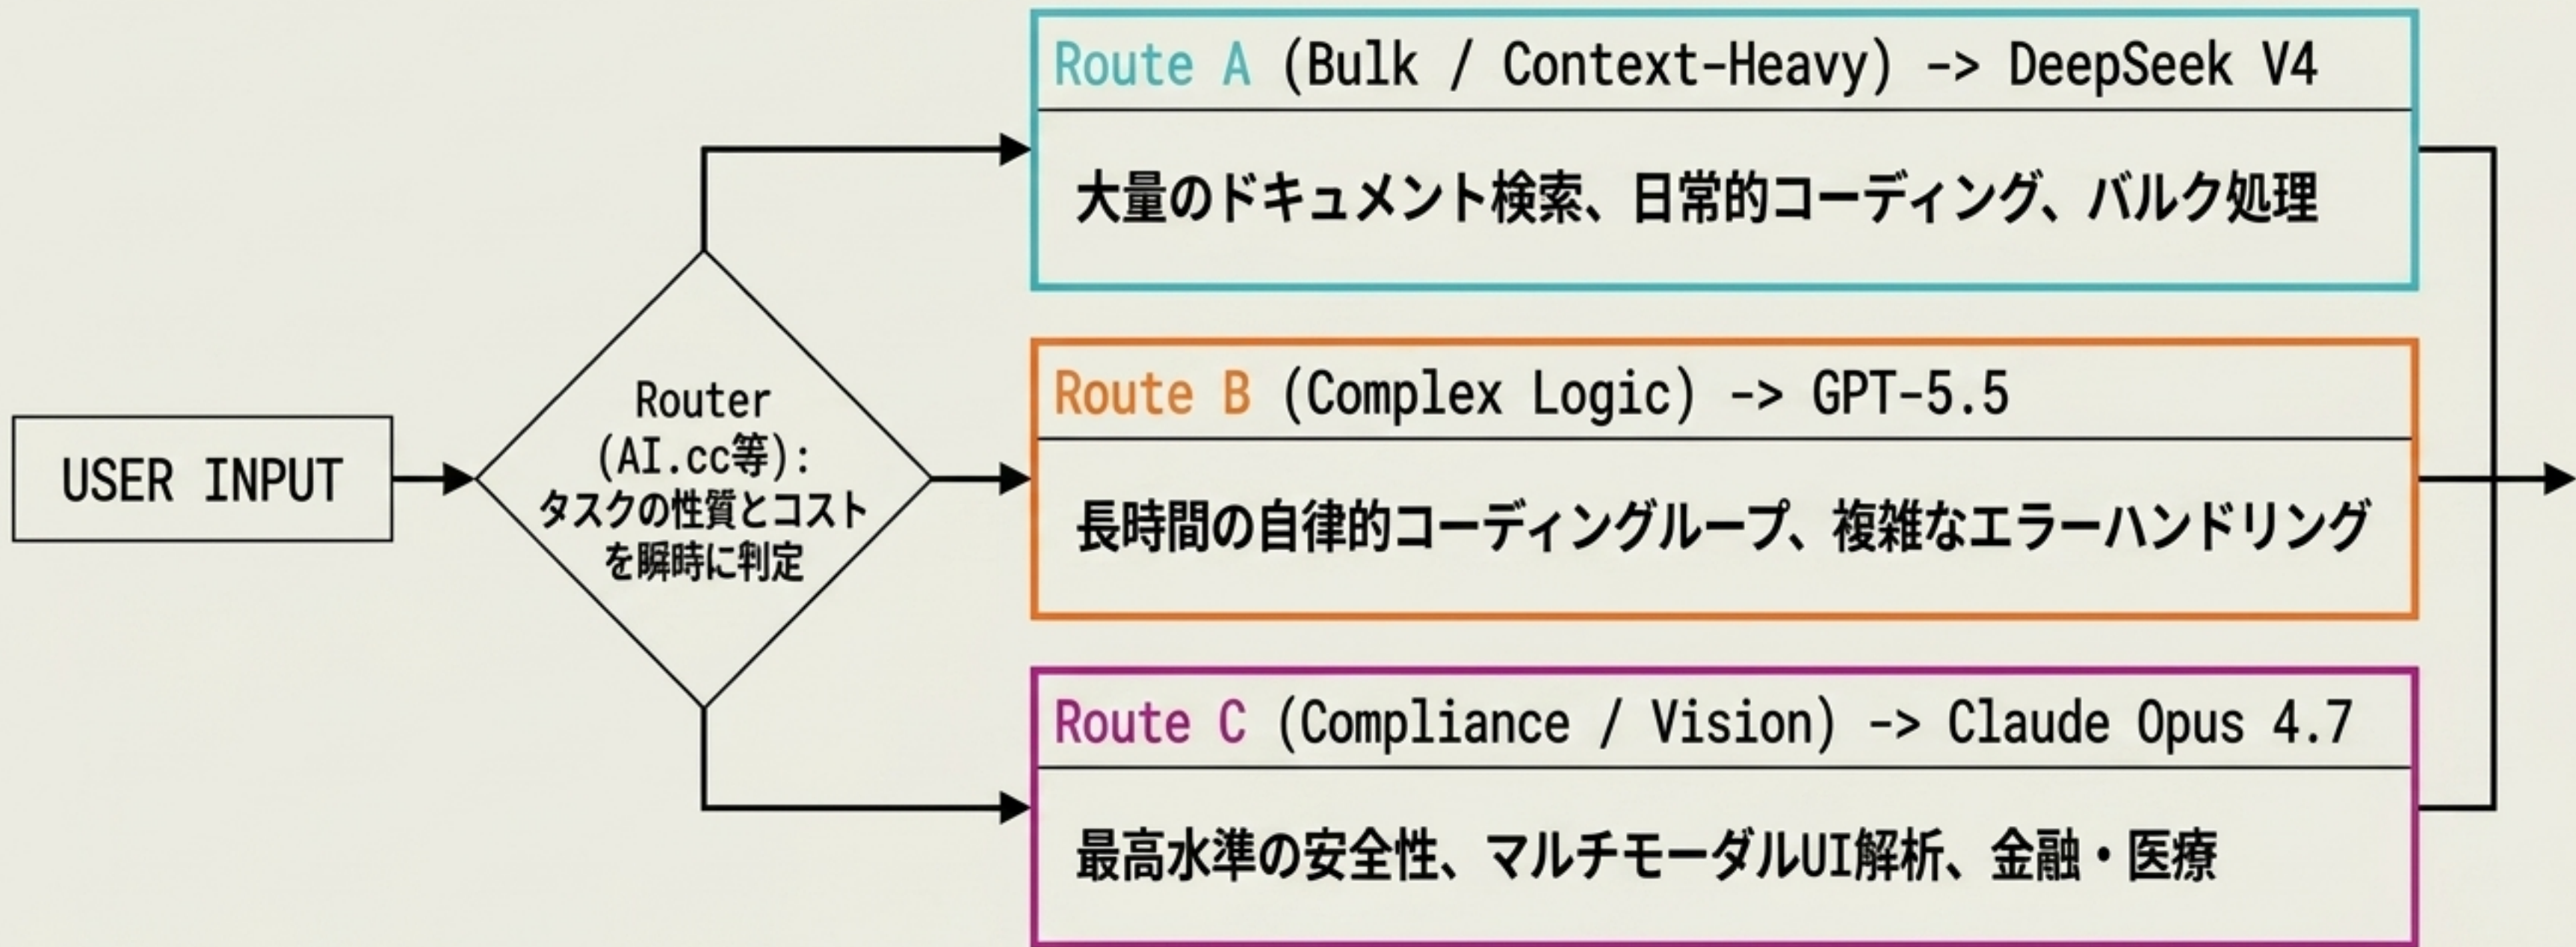 USER INPUT
Router
(AI.cc等):
タスクの性質とコスト
を瞬時に判定
Route A (Bulk / Context-Heavy) -> DeepSeek V4
大量のドキュメント検索、日常的コーディング、バルク処理
Route B (Complex Logic) -> GPT-5.5
長時間の自律的コーディングループ、複雑なエラーハンドリング
Route C (Compliance / Vision) -> Claude Opus 4.7
最高水準の安全性、マルチモーダルUI解析、金融・医療